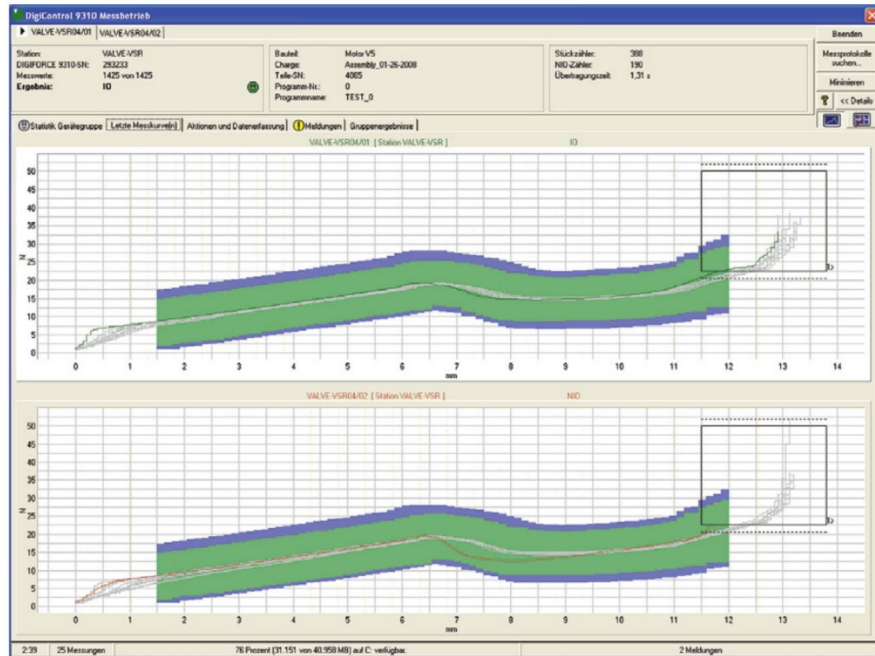 DigiControl 9310 Messbetrieb
VALVE-VSR04/01 VALVE-VSR04/02
Beenden
Station: VALVE-VSR Bauteil: Motor V5 Stückzähler: 388
DIGIFORCE 9310-SN: 293233 Charge: Assembly_01-26-2008 NIO-Zähler: 190
Messwerte: 1425 von 1425 Teile-SN: 4005 Übertragungszeit: 1,31 s
Ergebnis: IO Programm-Nr.: 0
Programmname: TEST_0
Messprotokolle
suchen...
Minimieren
? << Details
Statistik Gerätegruppe Letzte Messkurve(n) Aktionen und Datenerfassung Meldungen Gruppenergebnisse
VALVE-VSR04/01 [ Station VALVE-VSR ] IO
50
45
40
35
30
25
20
15
10
5
0
N
0 1 2 3 4 5 6 7 8 9 10 11 12 13 14
mm
VALVE-VSR04/02 [ Station VALVE-VSR ] NIO
50
45
40
35
30
25
20
15
10
5
0
N
0 1 2 3 4 5 6 7 8 9 10 11 12 13 14
mm
2:39 25 Messungen 76 Prozent (31.151 von 40.958 MB) auf C: verfügbar. 2 Meldungen